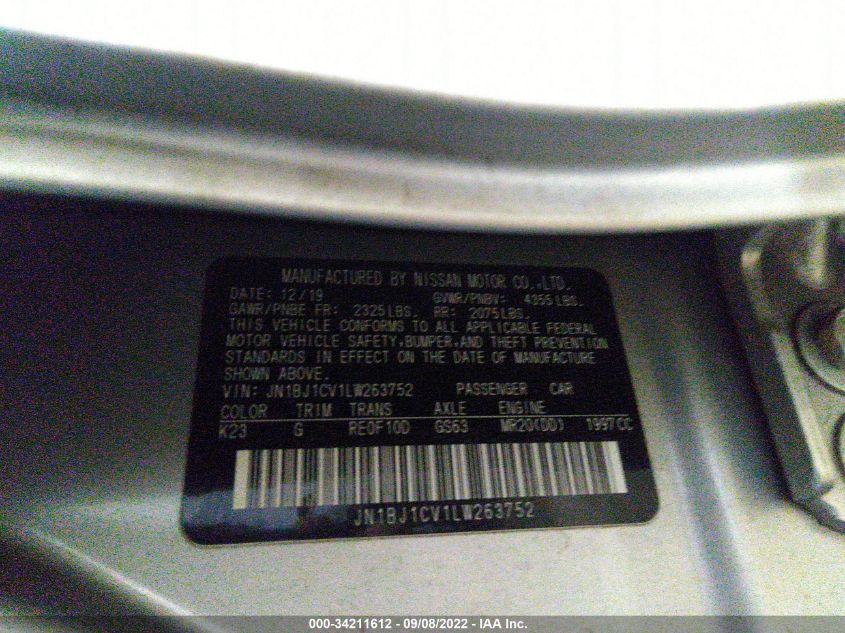 MANUFACTURED BY NISSAN MOTOR CO.,LTD.
DATE: 12/19 GVWR/PNBV: 4355 LBS.
GAWR/PNBE FR: 2325 LBS. RR: 2075 LBS.
THIS VEHICLE CONFORMS TO ALL APPLICABLE FEDERAL
MOTOR VEHICLE SAFETY,BUMPER,AND THEFT PREVENTION
STANDARDS IN EFFECT ON THE DATE OF MANUFACTURE
SHOWN ABOVE.
VIN: JN1BJ1CV1LW263752 PASSENGER CAR
COLOR TRIM TRANS AXLE ENGINE
K23 G RE0F10D GS63 MR20(DD) 1997CC
JN1BJ1CV1LW263752
000-34211612 - 09/08/2022 - IAA Inc.